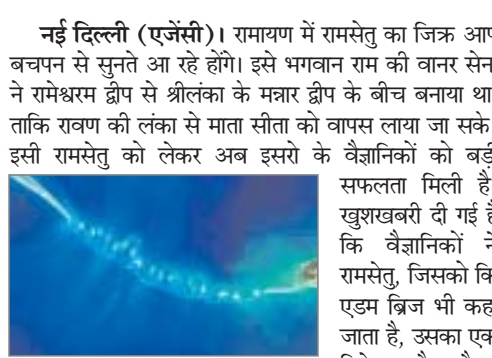 नई दिल्ली (एजेंसी)। रामायण में रामसेतु का जिक्र आप
बचपन से सुनते आ रहे होंगे। इसे भगवान राम की वानर सेन
ने रामेश्वरम द्वीप से श्रीलंका के मन्नार द्वीप के बीच बनाया था
ताकि रावण की लंका से माता सीता को वापस लाया जा सके
इसी रामसेतु को लेकर अब इसरो के वैज्ञानिकों को बड़ी
सफलता मिली है
खुशखबरी दी गई है
कि वैज्ञानिकों ने
रामसेतु, जिसको कि
एडम ब्रिज भी कह
जाता है, उसका एक